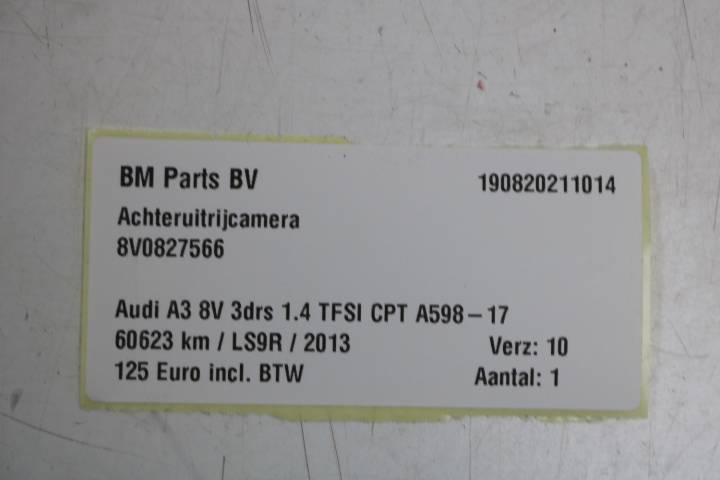 BM Parts BV 190820211014
Achteruitrijcamera
8V0827566
Audi A3 8V 3drs 1.4 TFSI CPT A598-17
60623 km / LS9R / 2013 Verz: 10
125 Euro incl. BTW Aantal: 1